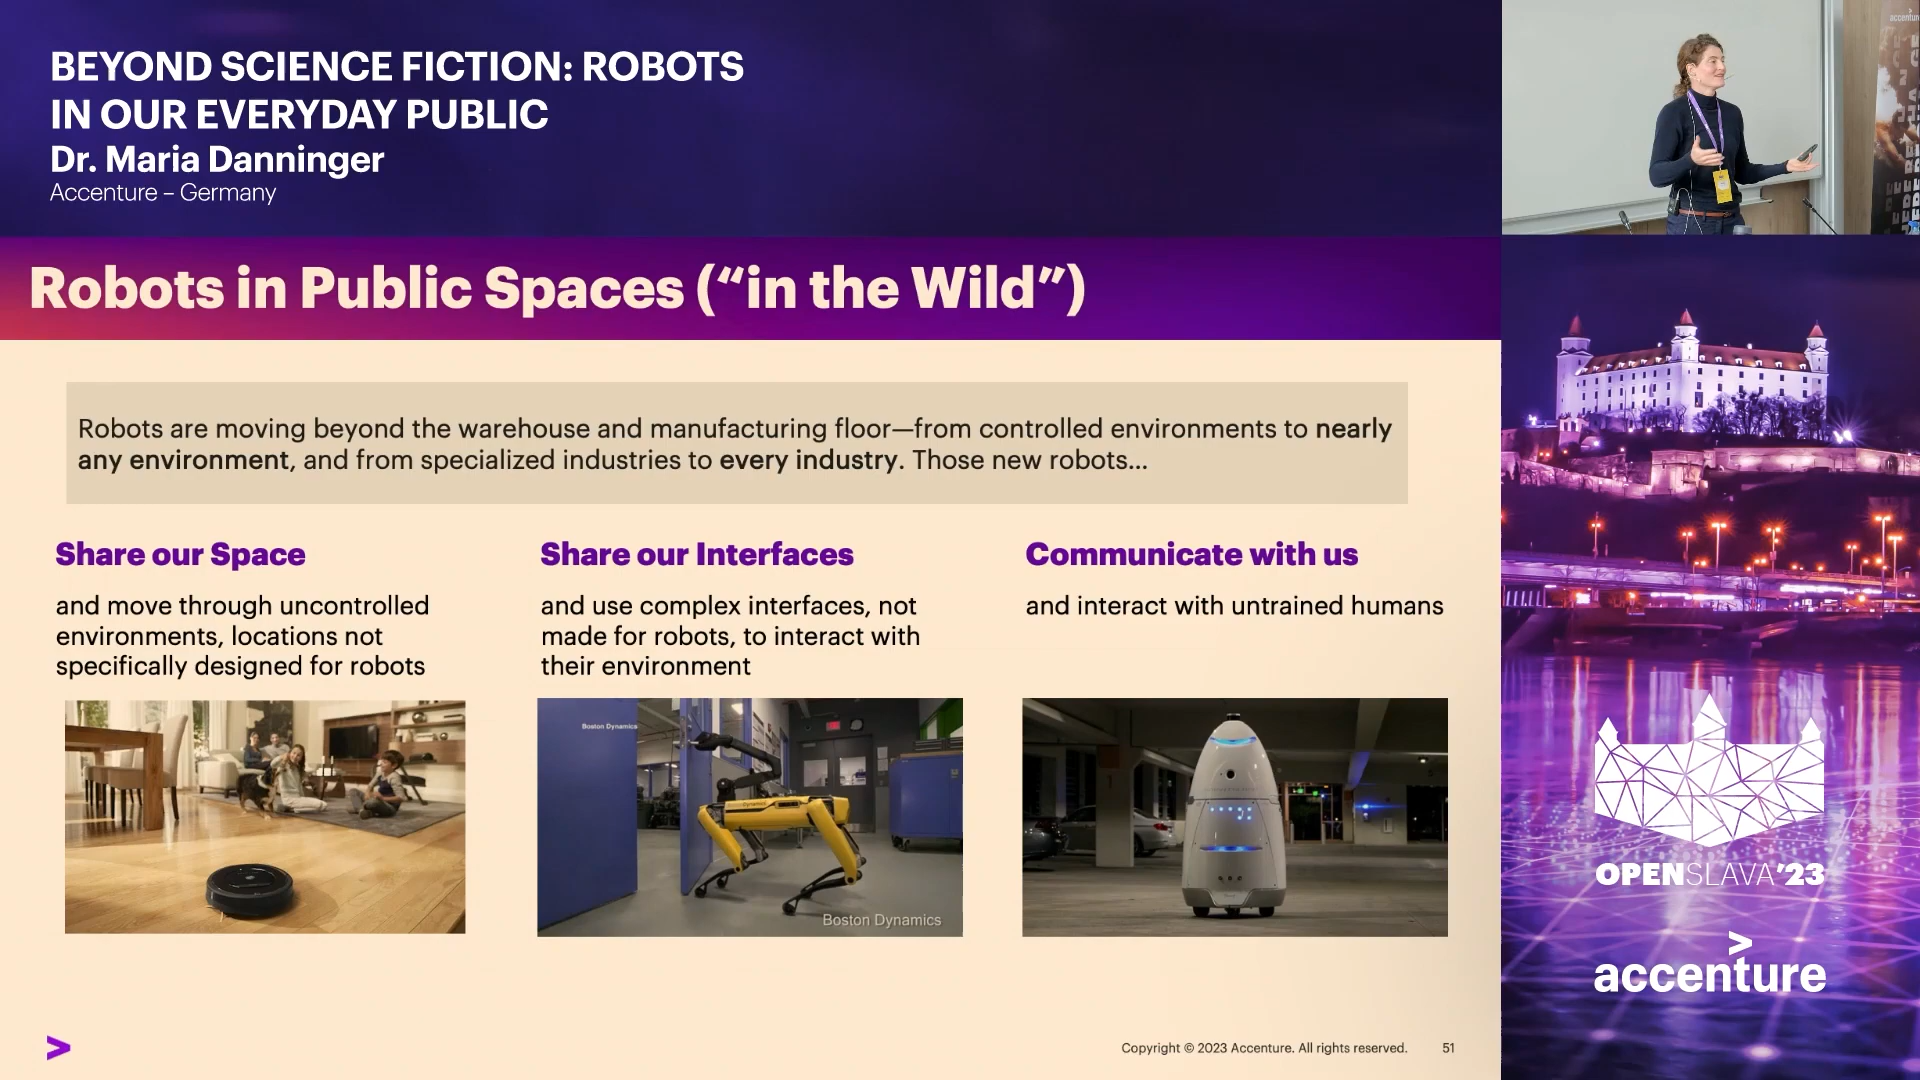 BEYOND SCIENCE FICTION: ROBOTS
IN OUR EVERYDAY PUBLIC
Dr. Maria Danninger
Accenture – Germany
accenture
Robots in Public Spaces (“in the Wild”)
Robots are moving beyond the warehouse and manufacturing floor—from controlled environments to nearly
any environment, and from specialized industries to every industry. Those new robots...
Share our Space
and move through uncontrolled
environments, locations not
specifically designed for robots
Share our Interfaces
and use complex interfaces, not
made for robots, to interact with
their environment
Boston Dynamics
Boston Dynamics
Communicate with us
and interact with untrained humans
OPENSLAVA’23
>
accenture
>
Copyright © 2023 Accenture. All rights reserved.
51